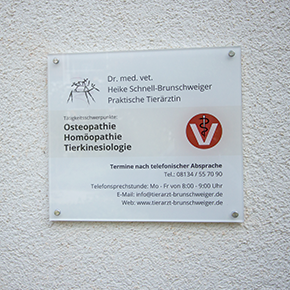 Dr. med. vet.
Heike Schnell-Brunschweiger
Praktische Tierärztin
Tätigkeitschwerpunkte:
Osteopathie
Homöopathie
Tierkinesiologie
V
Termine nach telefonischer Absprache
Tel.: 08134 / 55 70 90
Telefonsprechstunde: Mo - Fr von 8:00 - 9:00 Uhr
E-Mail: info@tierarzt-brunschweiger.de
Web: www.tierarzt-brunschweiger.de